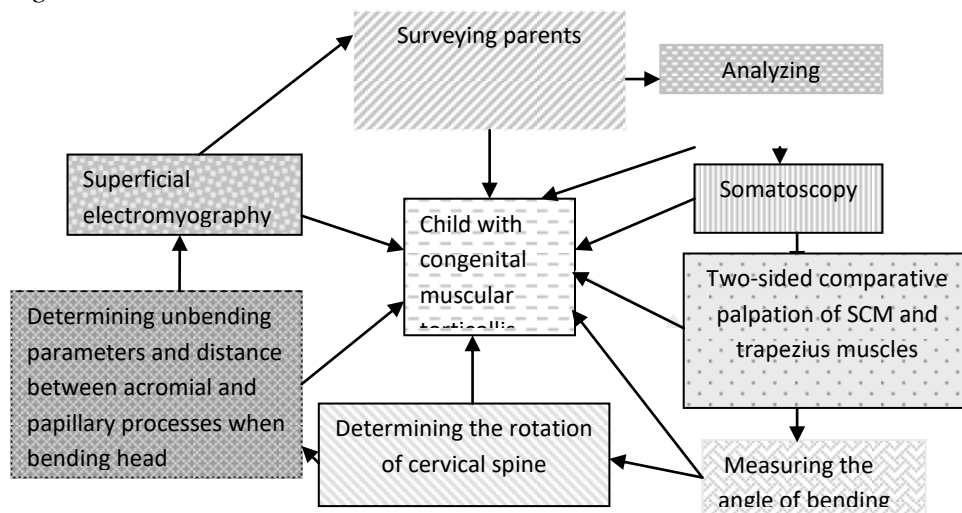 Surveying parents
Analyzing
Superficial
electromyography
Somatoscopy
Child with
congenital
muscular
torticollis
Two-sided comparative
palpation of SCM and
trapezius muscles
Determining unbending
parameters and distance
between acromial and
papillary processes when
bending head
Determining the rotation
of cervical spine
Measuring the
angle of bending